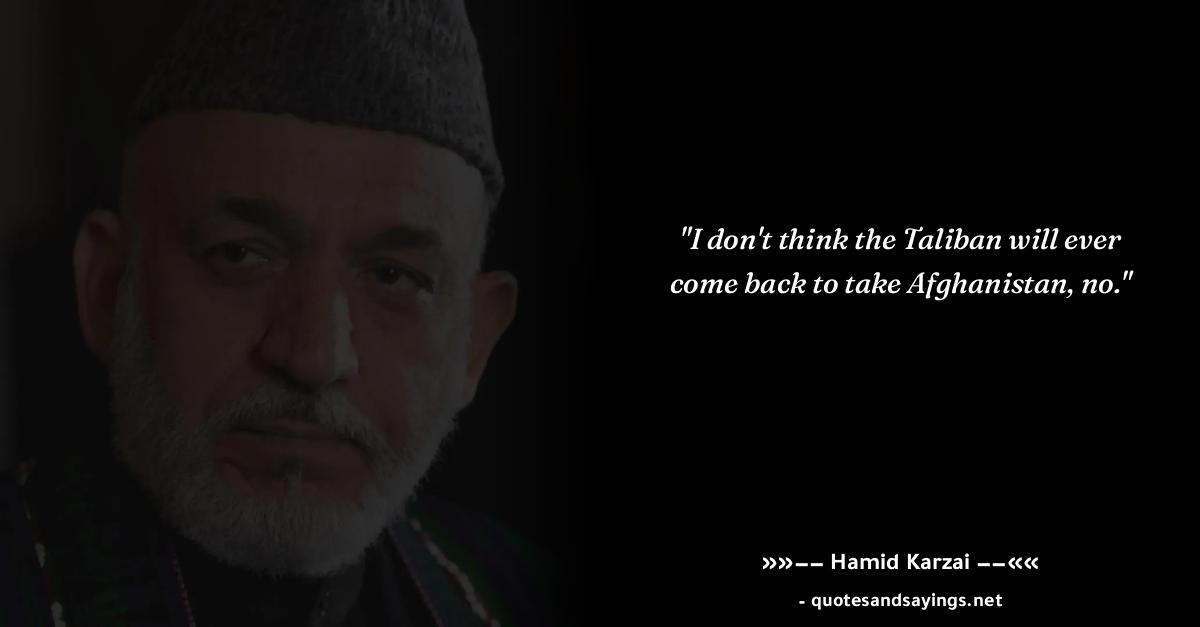 "I don't think the Taliban will ever
come back to take Afghanistan, no."
»»–– Hamid Karzai ––««
- quotesandsayings.net